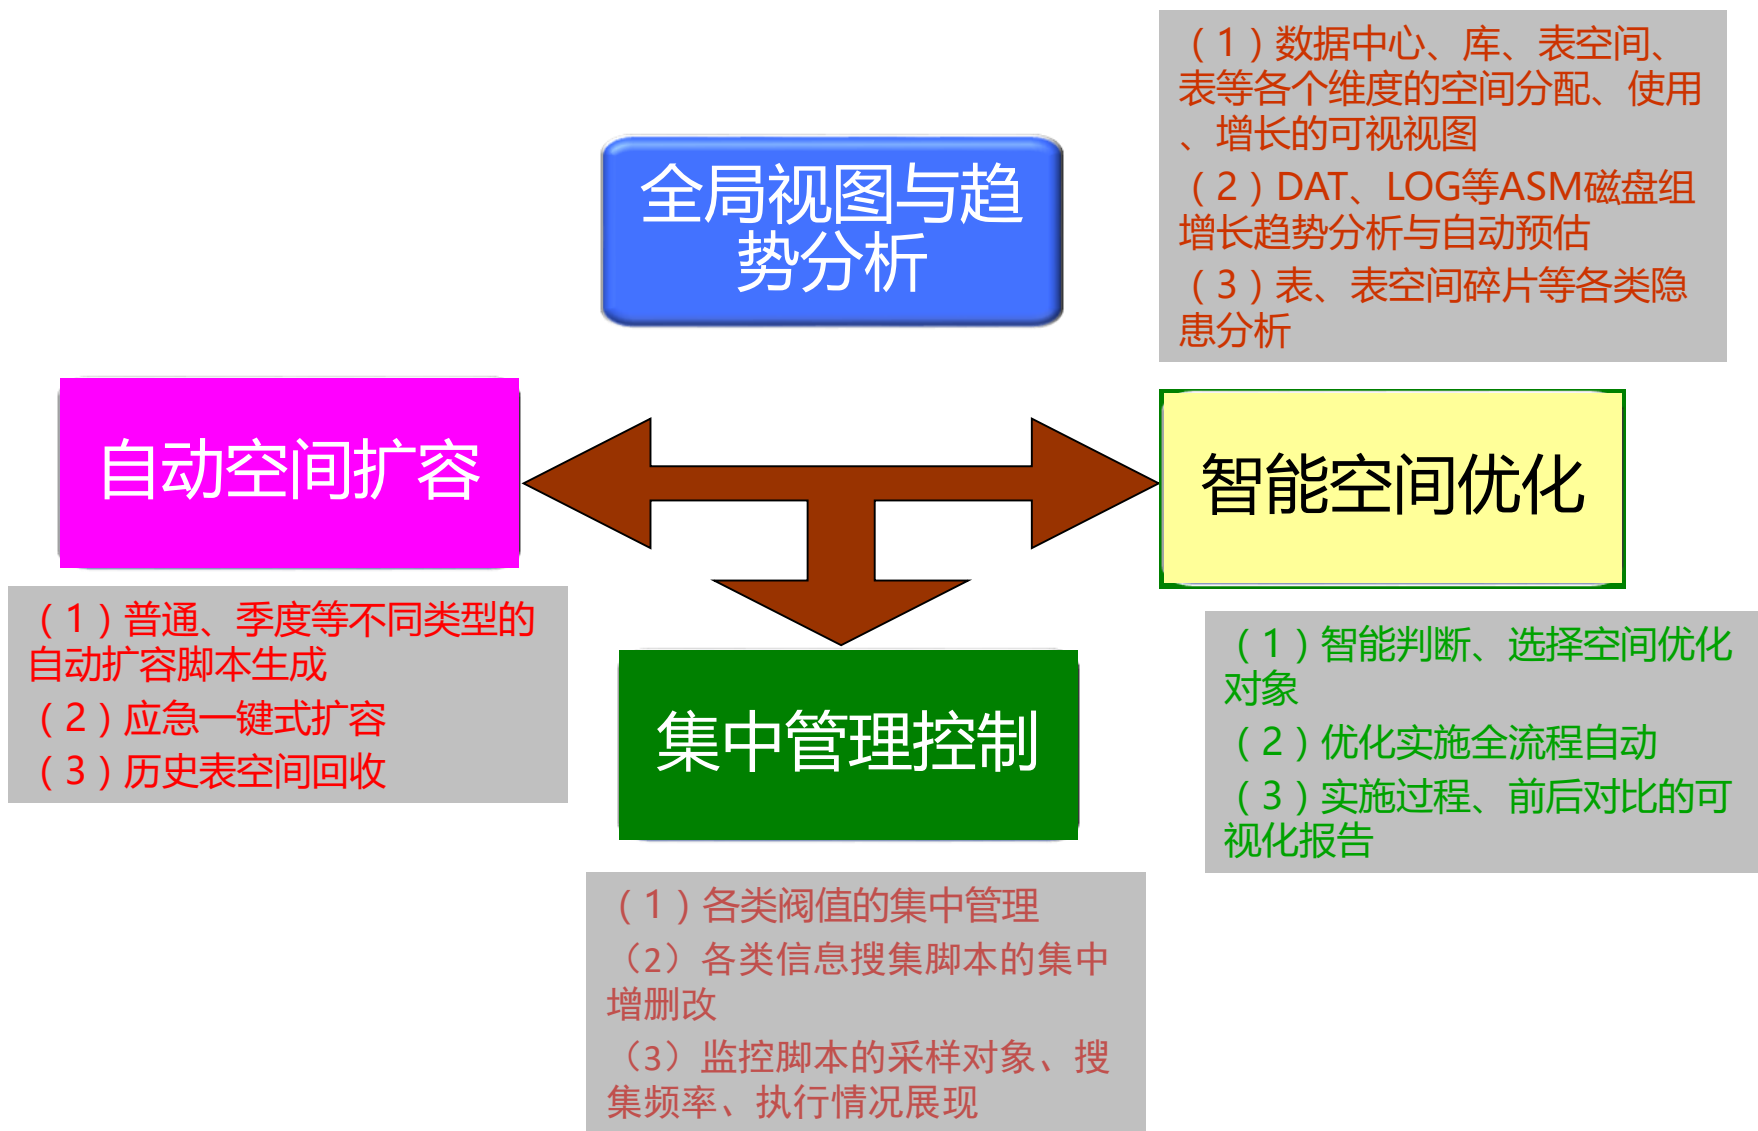 全局视图与趋
势分析
（1）数据中心、库、表空间、
表等各个维度的空间分配、使用
、增长的可视视图
（2）DAT、LOG等ASM磁盘组
增长趋势分析与自动预估
（3）表、表空间碎片等各类隐
患分析
自动空间扩容
（1）普通、季度等不同类型的
自动扩容脚本生成
（2）应急一键式扩容
（3）历史表空间回收
智能空间优化
（1）智能判断、选择空间优化
对象
（2）优化实施全流程自动
（3）实施过程、前后对比的可
视化报告
集中管理控制
（1）各类阀值的集中管理
（2）各类信息搜集脚本的集中
增删改
（3）监控脚本的采样对象、搜
集频率、执行情况展现